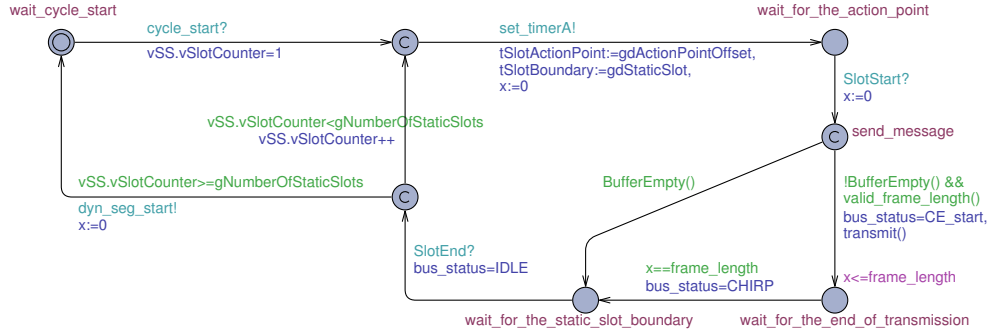 wait_cycle_start
wait_for_the_action_point
cycle_start?
vSS.vSlotCounter=1
C
set_timerA!
tSlotActionPoint:=gdActionPointOffset,
tSlotBoundary:=gdStaticSlot,
x:=0
SlotStart?
x:=0
vSS.vSlotCounter<gNumberOfStaticSlots
vSS.vSlotCounter++
C
send_message
vSS.vSlotCounter>=gNumberOfStaticSlots
dyn_seg_start!
x:=0
C
BufferEmpty()
!BufferEmpty() &&
valid_frame_length()
bus_status=CE_start,
transmit()
SlotEnd?
bus_status=IDLE
x==frame_length
bus_status=CHIRP
x<=frame_length
wait_for_the_static_slot_boundary
wait_for_the_end_of_transmission